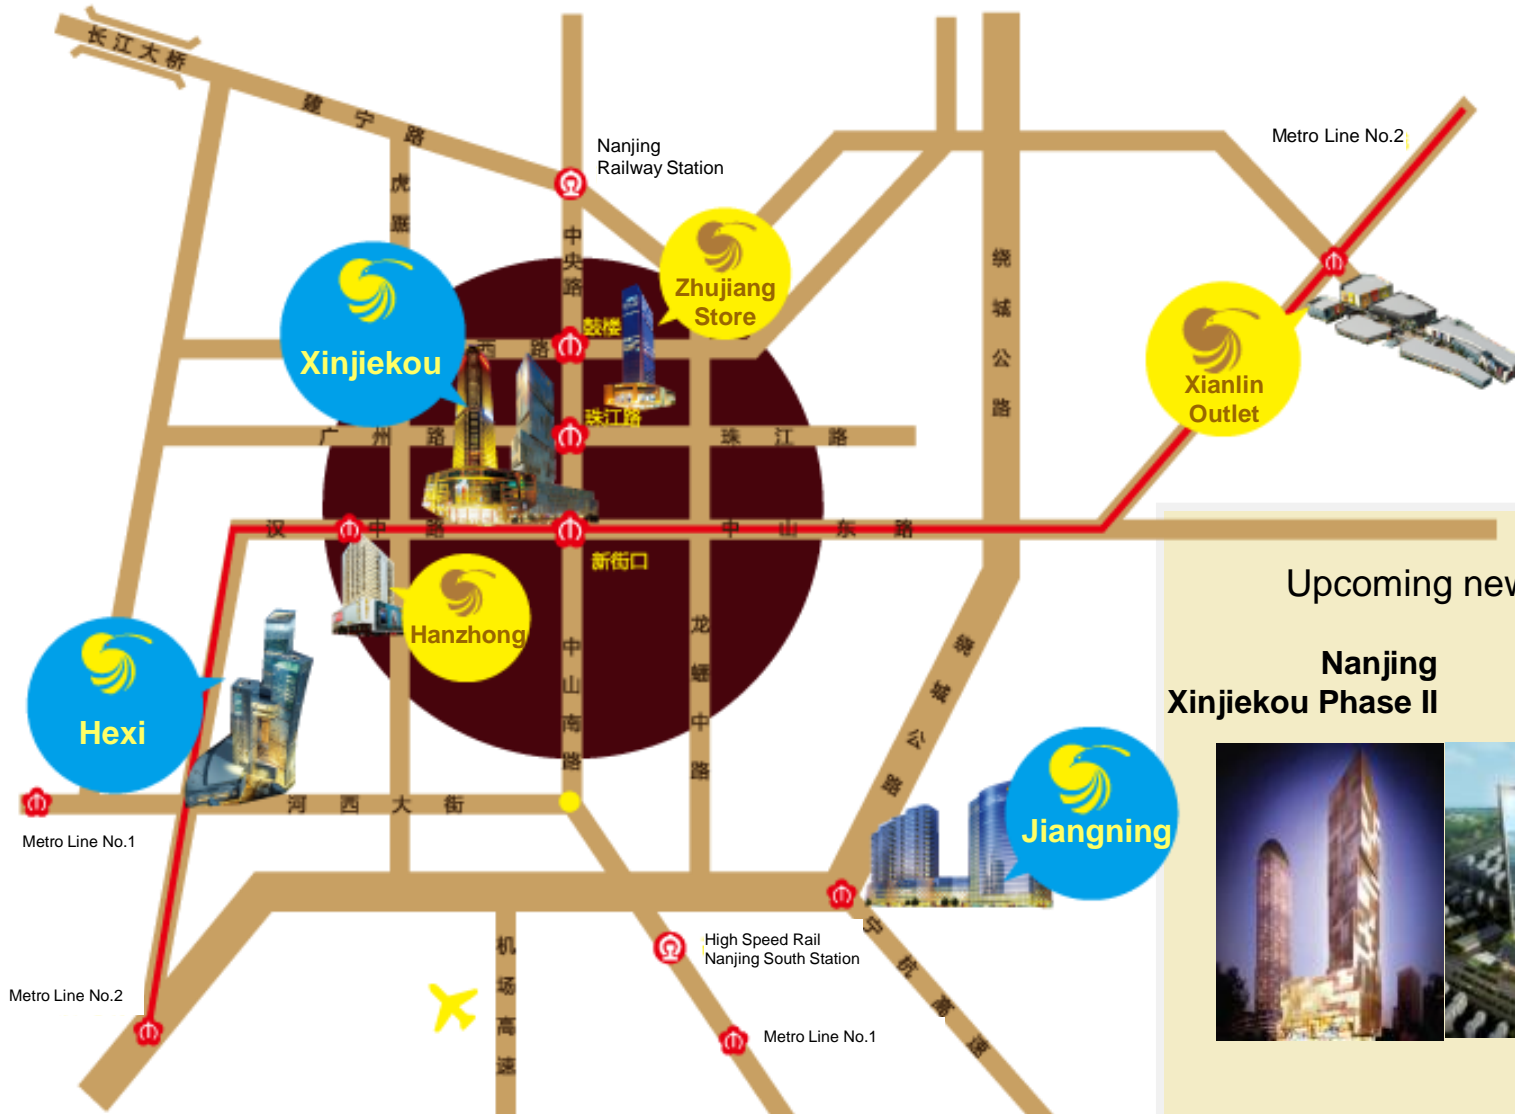 长江大桥
建宁路
虎踞
Nanjing
Railway Station
Metro Line No.2
中央路
绕城公路
Zhujiang
Store
鼓楼
西路
Xinjiekou
Xianlin
Outlet
珠江路
广州路
珠江路
汉中路
中山东路
新街口
Upcoming new
Hanzhong
中山南路
龙蟠中路
绕城公路
Nanjing
Xinjiekou Phase II
Hexi
河西大街
Metro Line No.1
Jiangning
机场高速
宁杭高速
High Speed Rail
Nanjing South Station
Metro Line No.2
Metro Line No.1